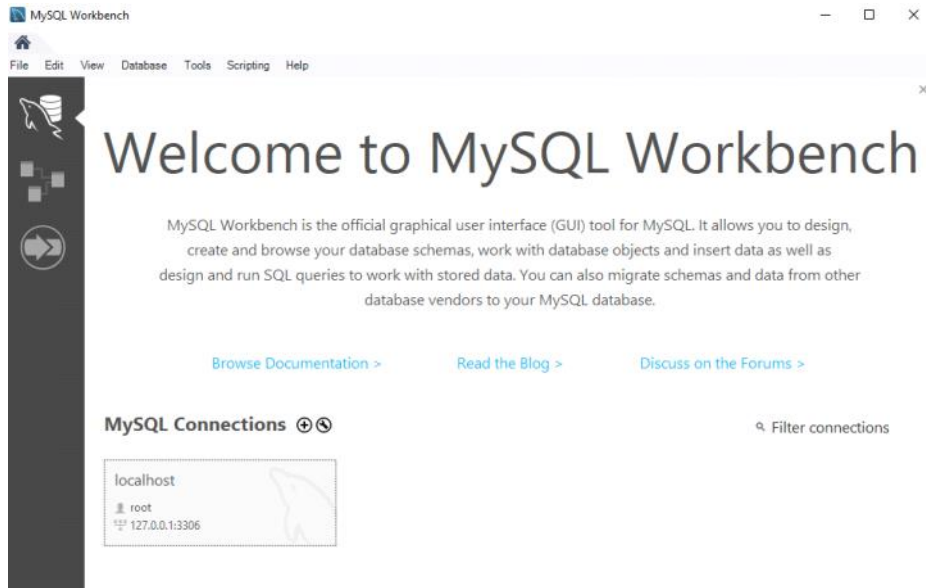 MySQL Workbench
File Edit View Database Tools Scripting Help
Welcome to MySQL Workbench
MySQL Workbench is the official graphical user interface (GUI) tool for MySQL. It allows you to design,
create and browse your database schemas, work with database objects and insert data as well as
design and run SQL queries to work with stored data. You can also migrate schemas and data from other
database vendors to your MySQL database.
Browse Documentation > Read the Blog > Discuss on the Forums >
MySQL Connections Filter connections
localhost
root
127.0.0.1:3306